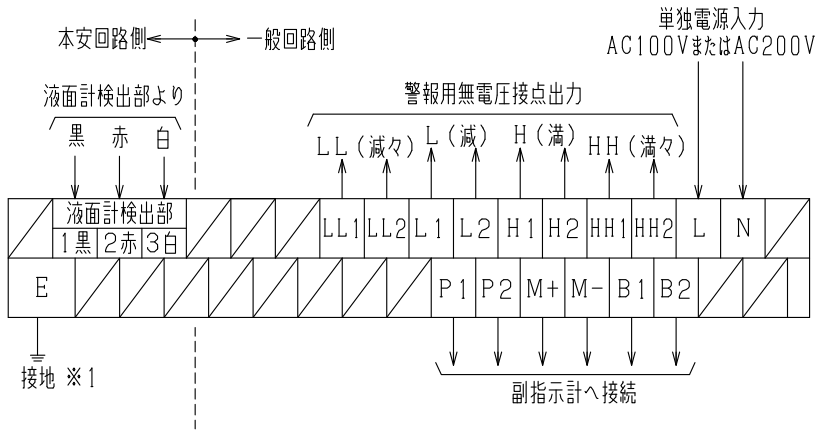 本安回路側 一般回路側
単独電源入力
AC100VまたはAC200V
液面計検出部より
警報用無電圧接点出力
黒 赤 白
LL(減々) L(減) H(満) HH(満々)
液面計検出部
1黒 2赤 3白
LL1 LL2 L1 L2 H1 H2 HH1 HH2 L N
E P1 P2 M+ M- B1 B2
接地 ※1
副指示計へ接続